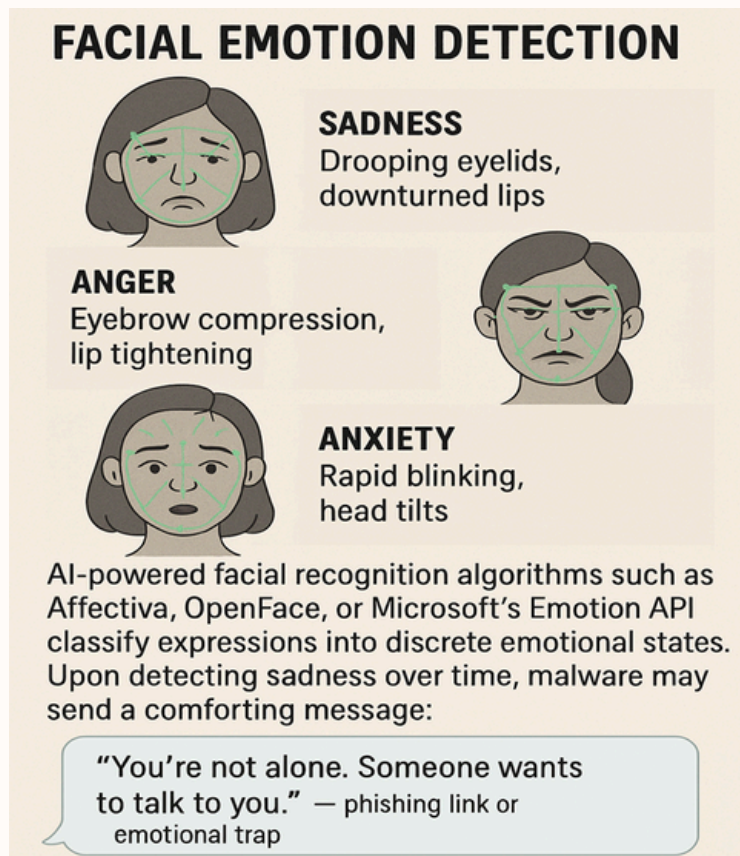 FACIAL EMOTION DETECTION
SADNESS
Drooping eyelids,
downturned lips
ANGER
Eyebrow compression,
lip tightening
ANXIETY
Rapid blinking,
head tilts
AI-powered facial recognition algorithms such as
Affectiva, OpenFace, or Microsoft's Emotion API
classify expressions into discrete emotional states.
Upon detecting sadness over time, malware may
send a comforting message:
“You're not alone. Someone wants
to talk to you.” — phishing link or
emotional trap